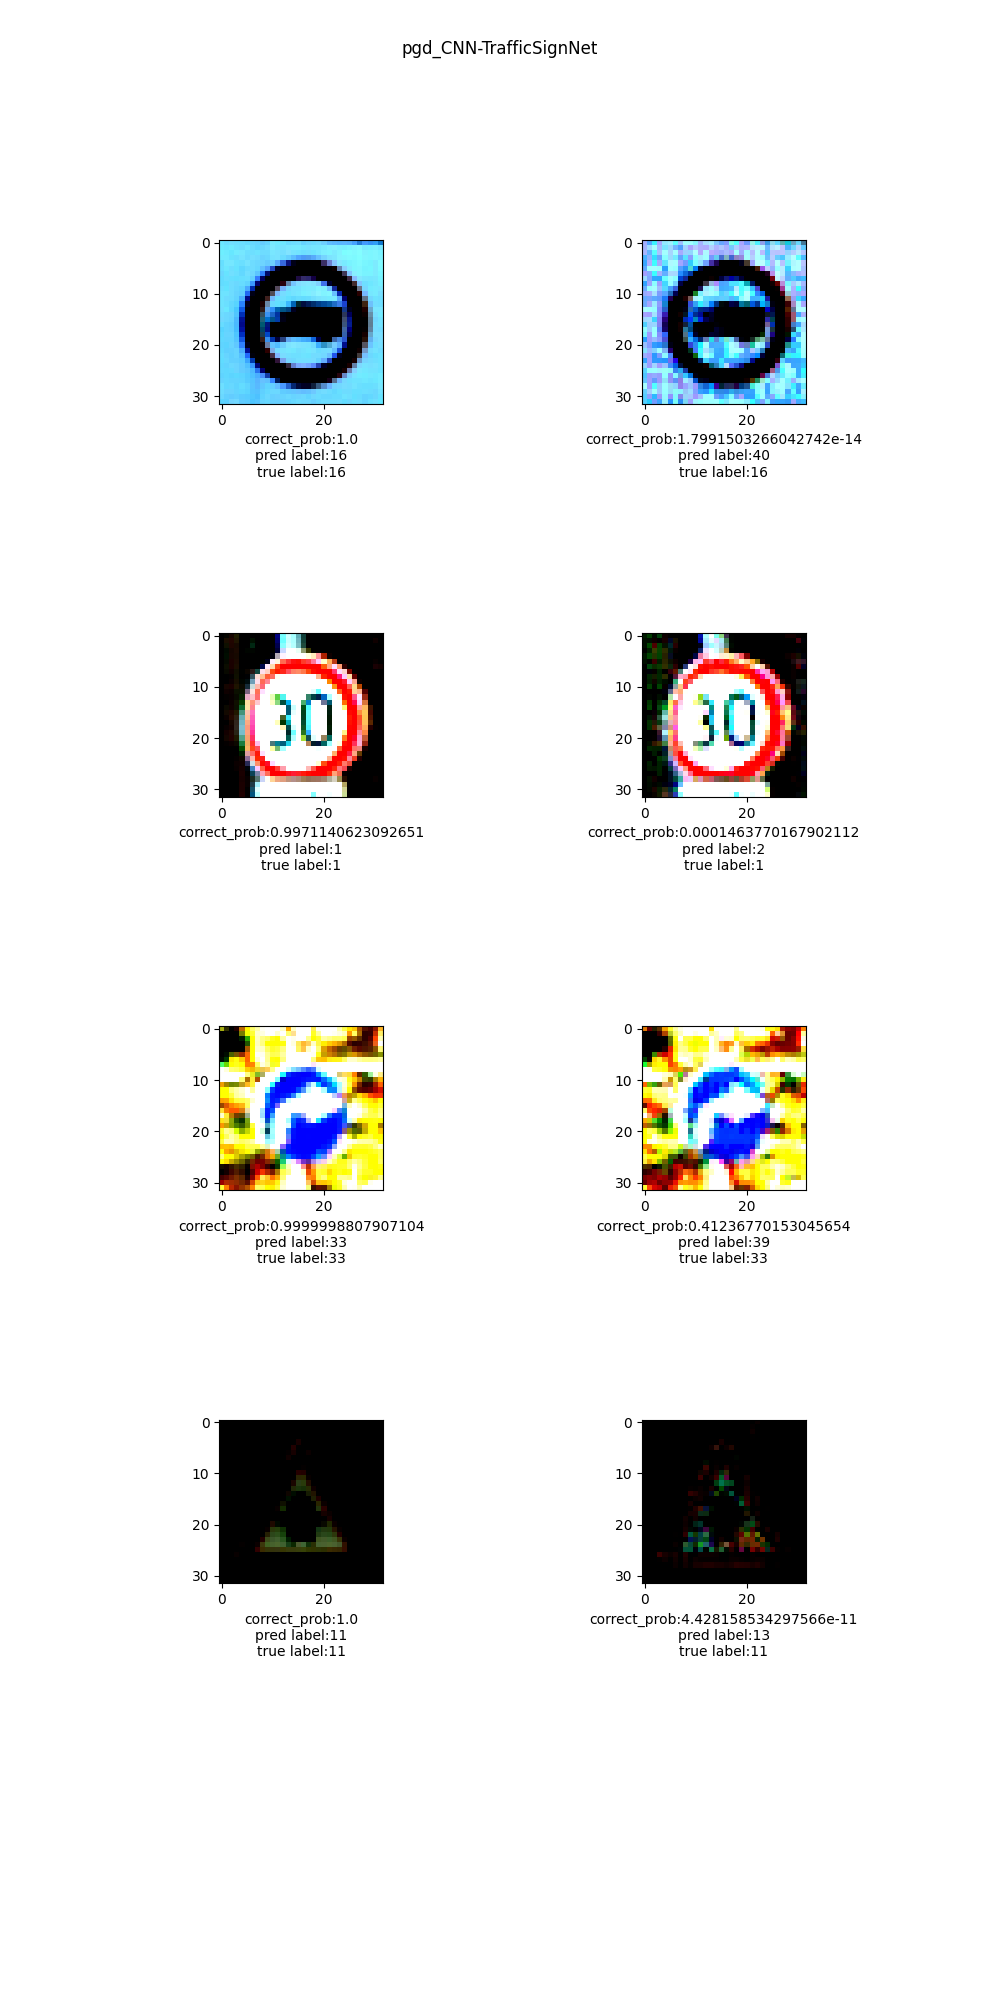 pgd_CNN-TrafficSignNet
0
10
20
30
0 20
correct_prob:1.0
pred label:16
true label:16
0
10
20
30
0 20
correct_prob:1.7991503266042742e-14
pred label:40
true label:16
0
10
20
30
30
0 20
correct_prob:0.9971140623092651
pred label:1
true label:1
0
10
20
30
30
0 20
correct_prob:0.0001463770167902112
pred label:2
true label:1
0
10
20
30
0 20
correct_prob:0.9999998807907104
pred label:33
true label:33
0
10
20
30
0 20
correct_prob:0.41236770153045654
pred label:39
true label:33
0
10
20
30
0 20
correct_prob:1.0
pred label:11
true label:11
0
10
20
30
0 20
correct_prob:4.428158534297566e-11
pred label:13
true label:11